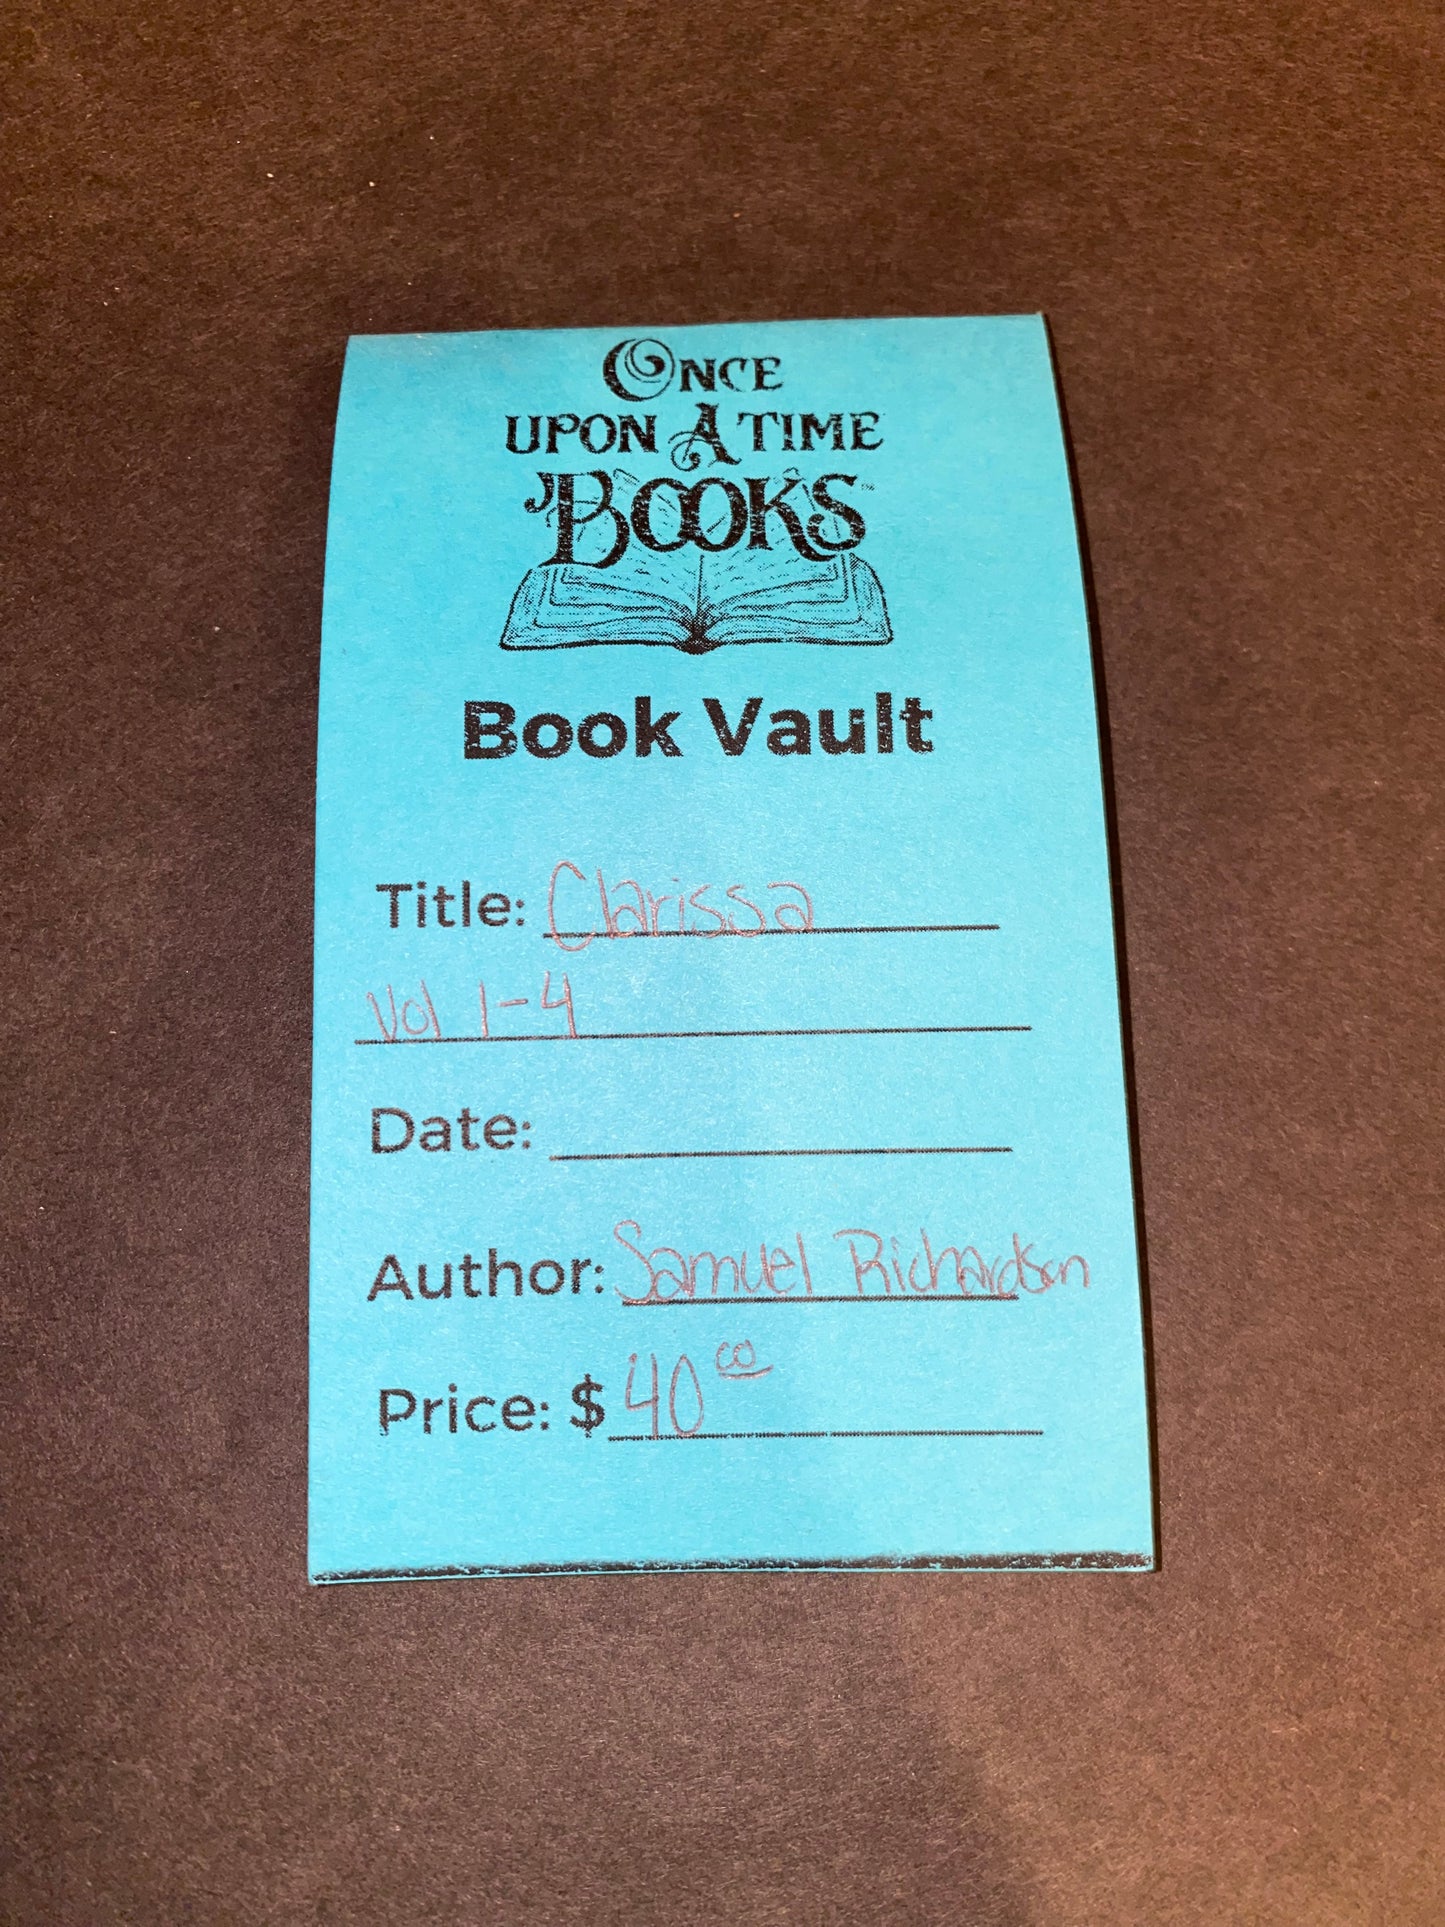 Once
upon A time
Books
Book Vault
Title: Clarissa
Vol 1-4
Date:
Author: Samuel Richardson
Price: $40 00